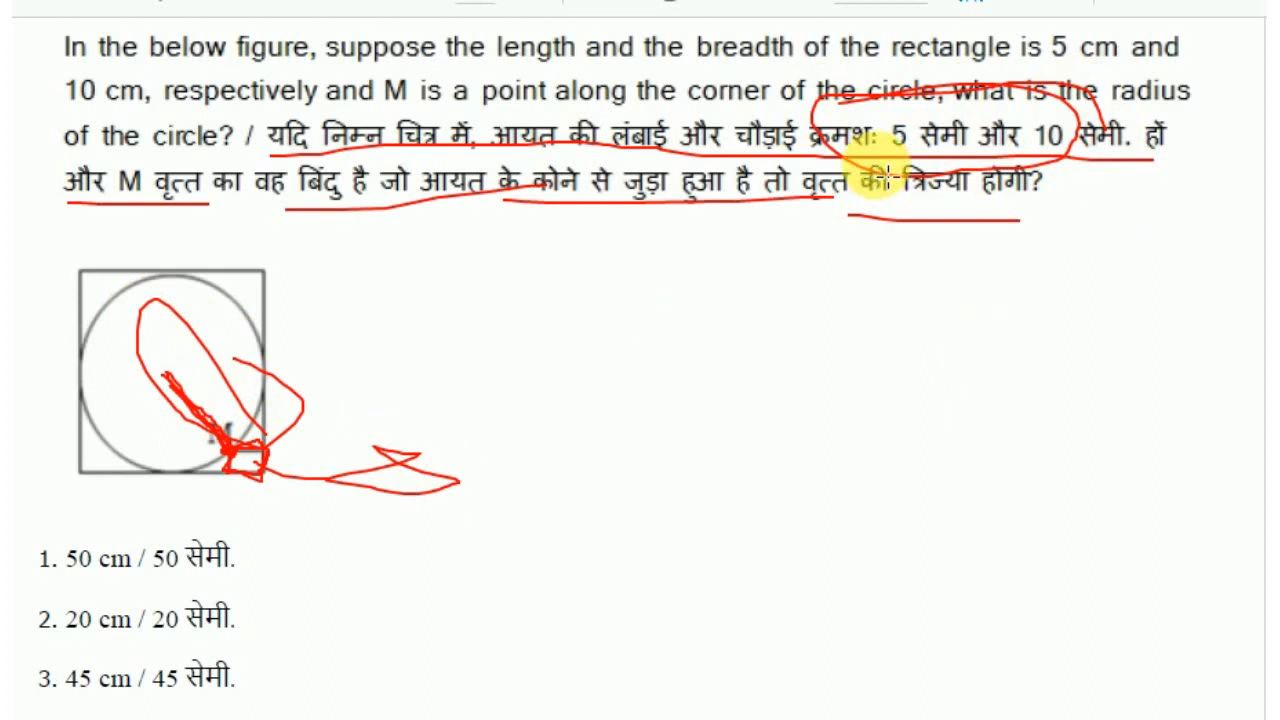 In the below figure, suppose the length and the breadth of the rectangle is 5 cm and
10 cm, respectively and M is a point along the corner of the circle, what is the radius
of the circle? / यदि निम्न चित्र में, आयत की लंबाई और चौड़ाई क्रमशः 5 सेमी और 10 सेमी. हों
और M वृत्त का वह बिंदु है जो आयत के कोने से जुड़ा हुआ है तो वृत्त की त्रिज्या होगी?
M
1. 50 cm / 50 सेमी.
2. 20 cm / 20 सेमी.
3. 45 cm / 45 सेमी.